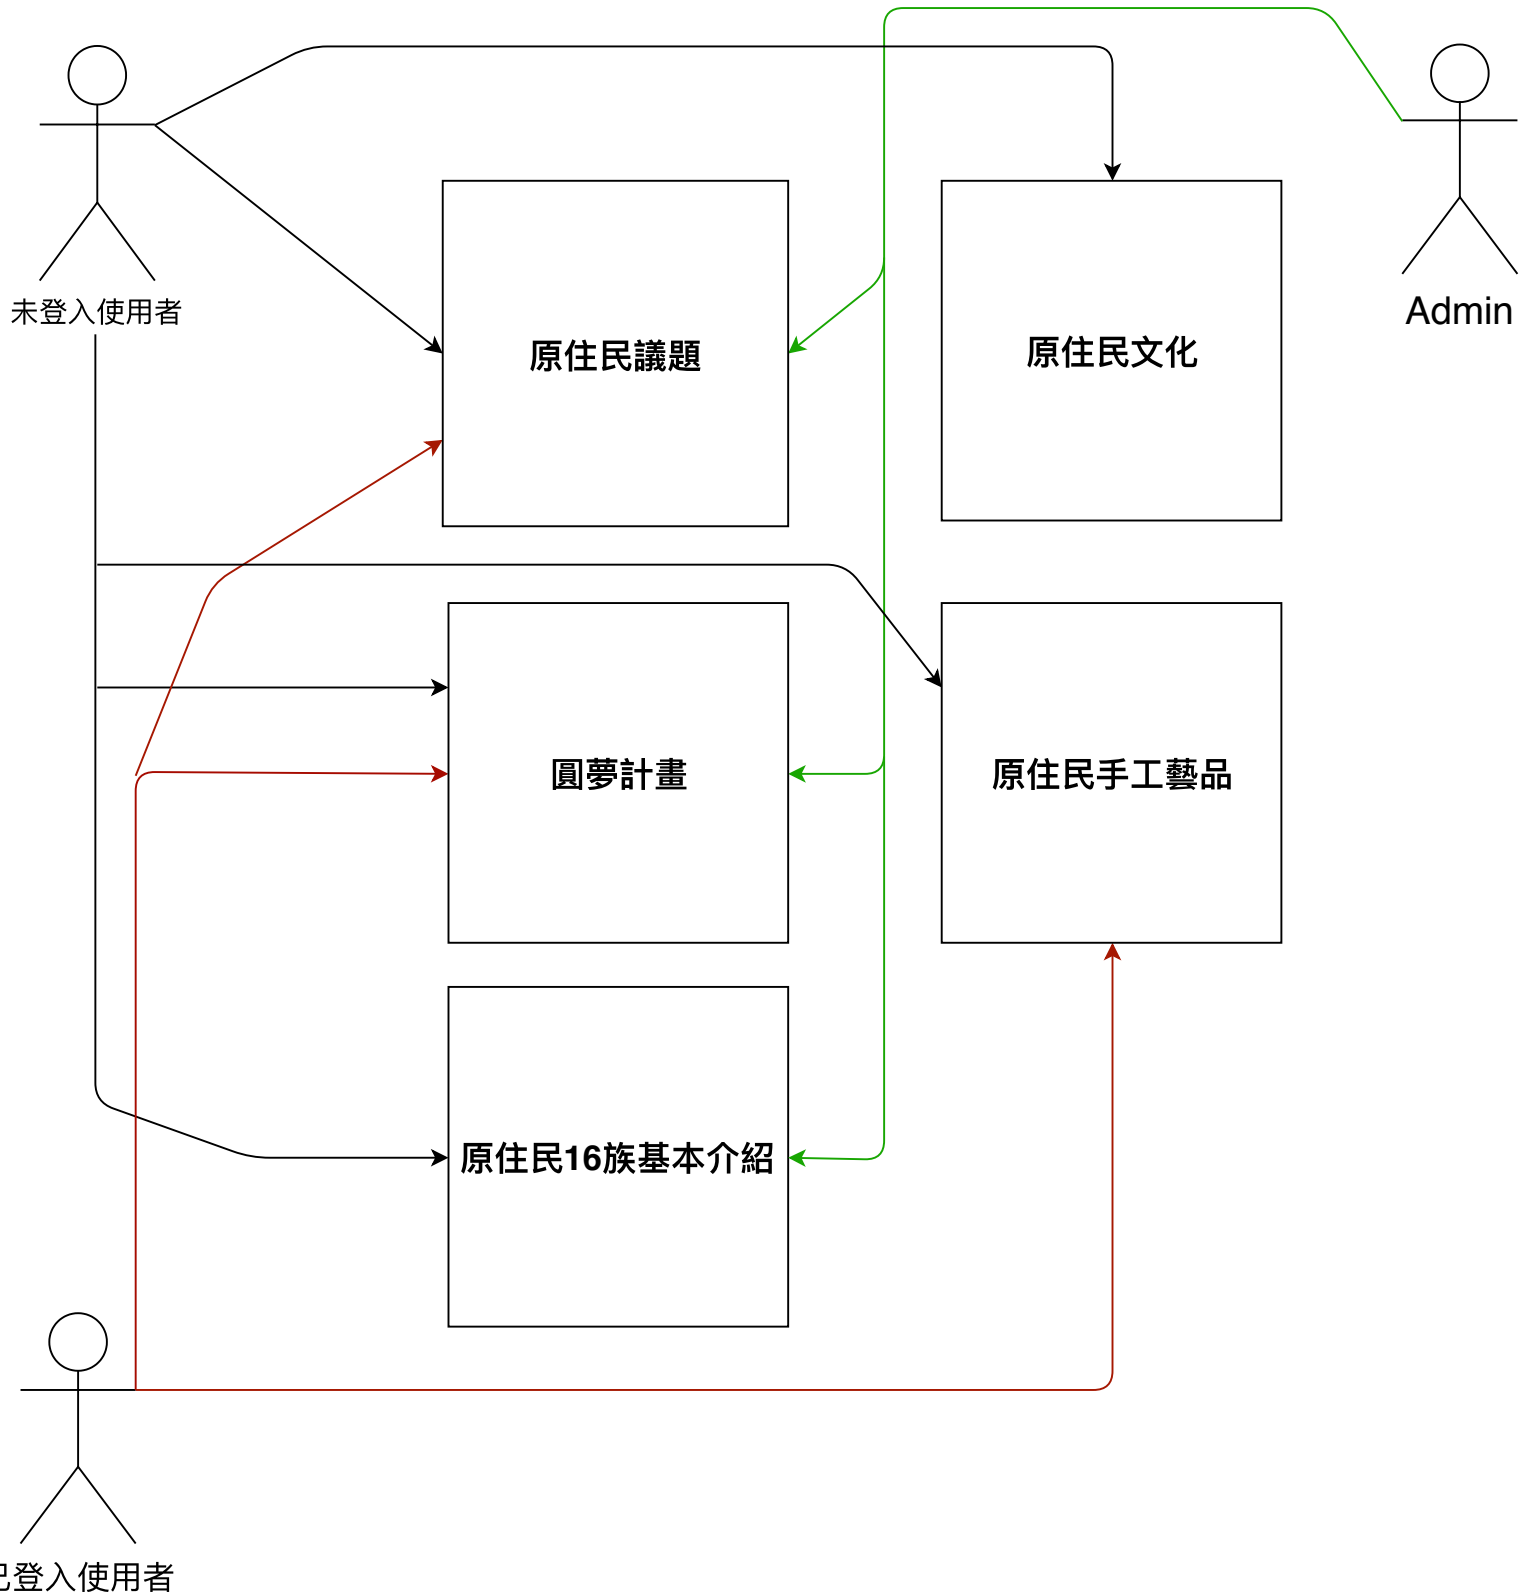 未登入使用者
Admin
原住民議題
原住民文化
圓夢計畫
原住民手工藝品
原住民16族基本介紹
已登入使用者